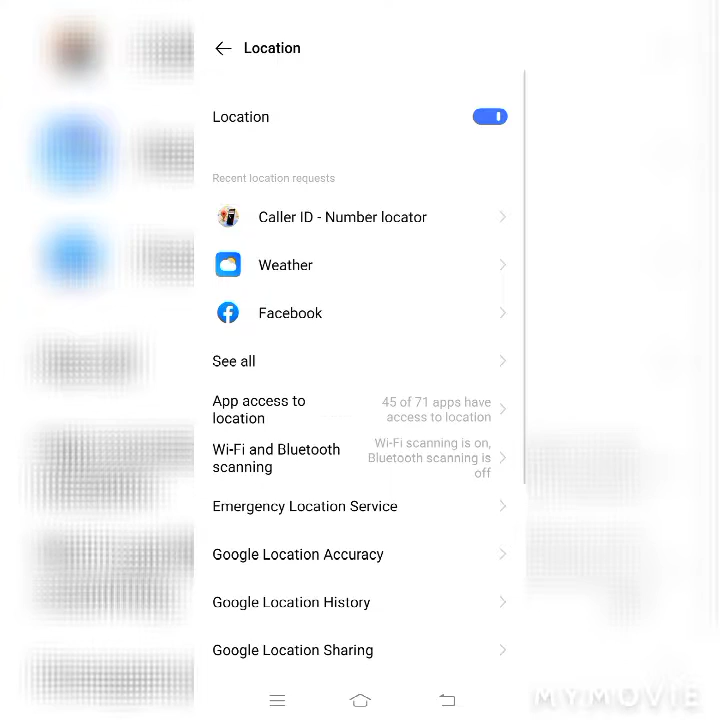 Location
Location
Recent location requests
Caller ID - Number locator
Weather
Facebook
See all
App access to
location
45 of 71 apps have
access to location
Wi-Fi and Bluetooth
scanning
Wi-Fi scanning is on,
Bluetooth scanning is
off
Emergency Location Service
Google Location Accuracy
Google Location History
Google Location Sharing
MYMOVIE